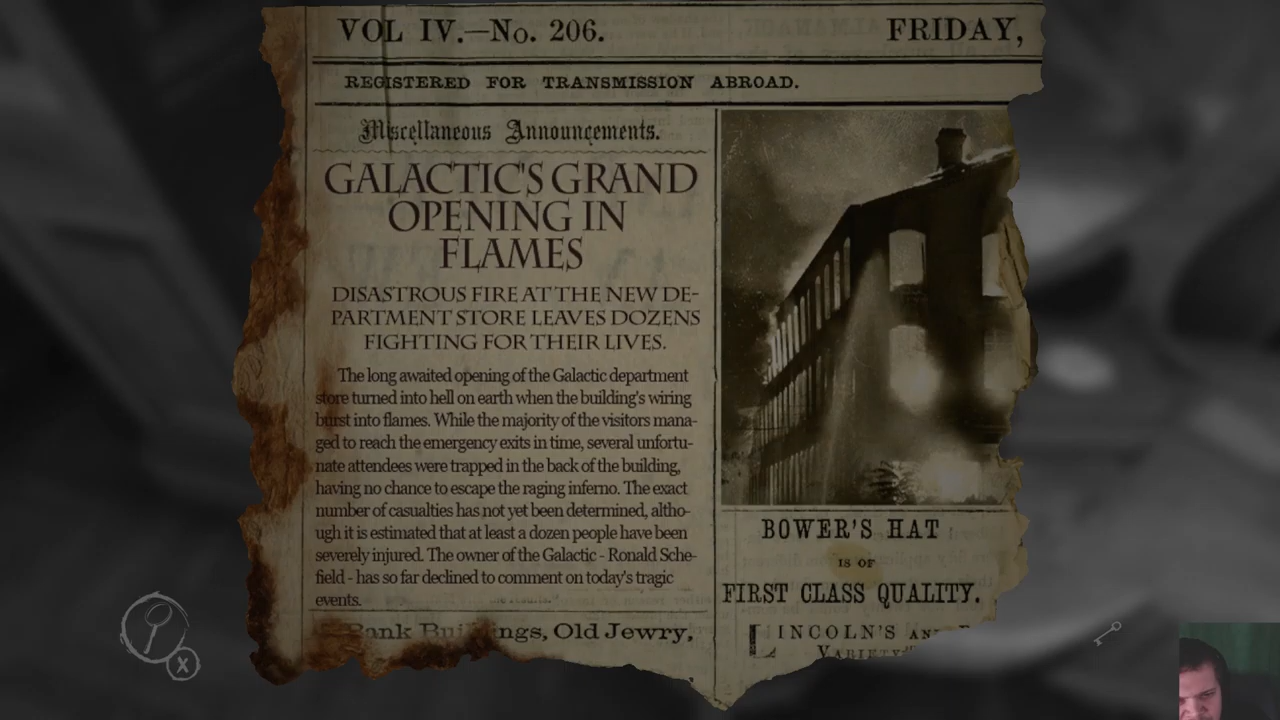 VOL IV.—No. 206.
FRIDAY,
REGISTERED FOR TRANSMISSION ABROAD.
Miscellaneous Announcements.
GALACTIC'S GRAND
OPENING IN
FLAMES
DISASTROUS FIRE AT THE NEW DE-
PARTMENT STORE LEAVES DOZENS
FIGHTING FOR THEIR LIVES.
The long awaited opening of the Galactic department
store turned into hell on earth when the building's wiring
burst into flames. While the majority of the visitors mana-
ged to reach the emergency exits in time, several unfortu-
nate attendees were trapped in the back of the building,
having no chance to escape the raging inferno. The exact
number of casualties has not yet been determined, altho-
ugh it is estimated that at least a dozen people have been
severely injured. The owner of the Galactic - Ronald Sche-
field - has so far declined to comment on today's tragic
events.
Bank Buildings, Old Jewry,
BOWER'S HAT
IS OF
FIRST CLASS QUALITY.
LINCOLN'S AND
VARIETY
X